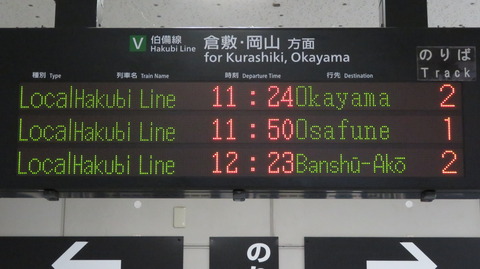 V 伯備線 倉敷・岡山 方面
Hakubi Line for Kurashiki, Okayama
のりば
Track
種別 Type 列車名 Train Name 時刻 Departure Time 行先 Destination
Local Hakubi Line 11:24 Okayama 2
Local Hakubi Line 11:50 Osafune 1
Local Hakubi Line 12:23 Banshū-Akō 2
←
の
り
→